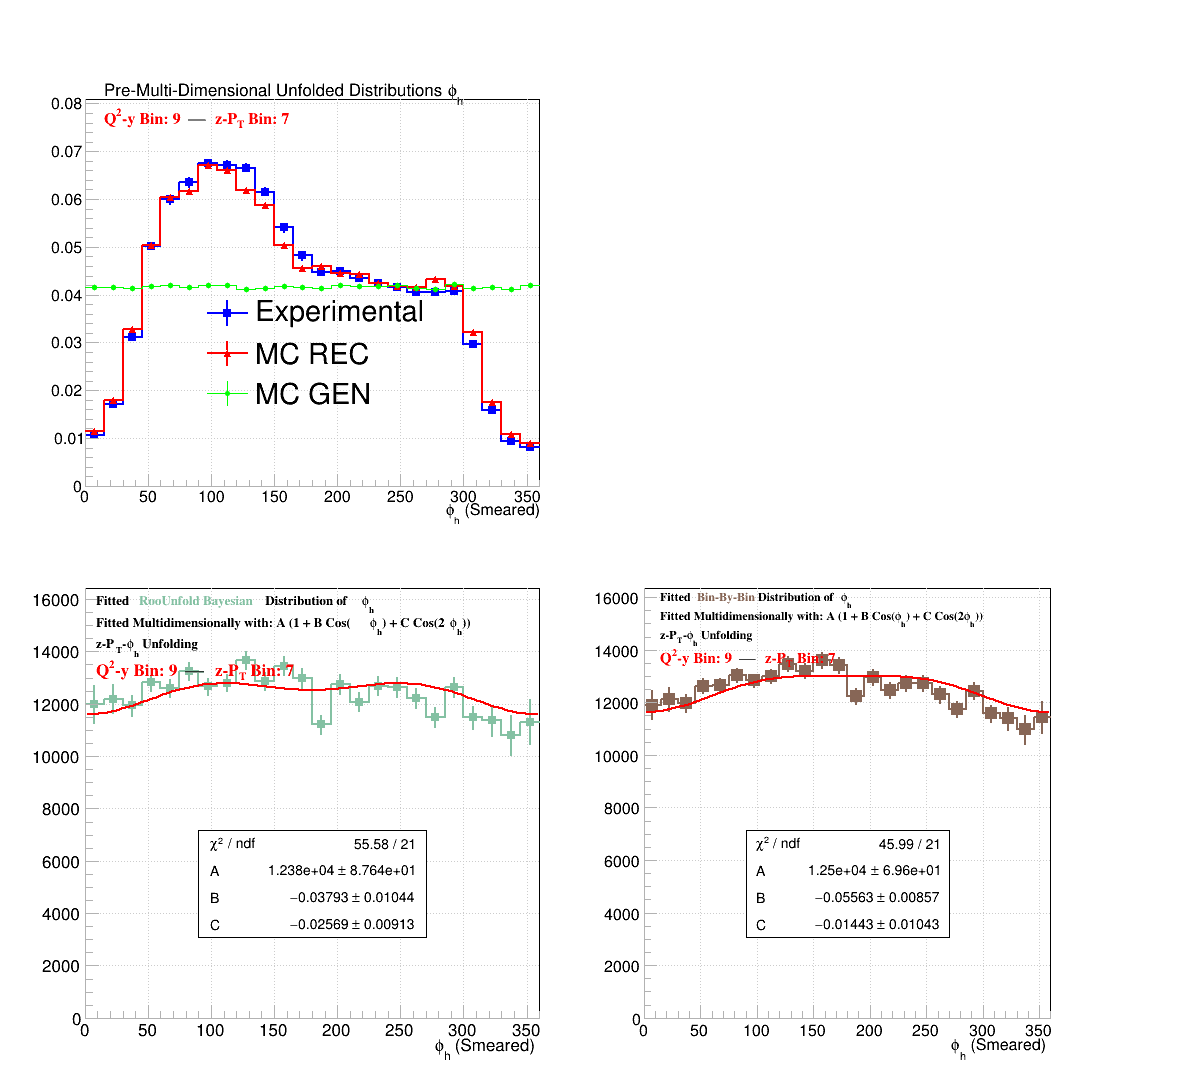 Pre-Multi-Dimensional Unfolded Distributions ϕh
Q2-y Bin: 9 — z-PT Bin: 7
0.08
0.07
0.06
0.05
0.04
0.03
0.02
0.01
0
Experimental
MC REC
MC GEN
0 50 100 150 200 250 300 350
ϕh (Smeared)
Fitted RooUnfold Bayesian Distribution of ϕh
Fitted Multidimensionally with: A (1 + B Cos( ϕh) + C Cos(2 ϕh))
z-PT-ϕh Unfolding
Q2-y Bin: 9 — z-PT Bin: 7
16000
14000
12000
10000
8000
6000
4000
2000
0
χ2 / ndf 55.58 / 21
A 1.238e+04 ± 8.764e+01
B −0.03793 ± 0.01044
C −0.02569 ± 0.00913
0 50 100 150 200 250 300 350
ϕh (Smeared)
Fitted Bin-By-Bin Distribution of ϕh
Fitted Multidimensionally with: A (1 + B Cos(ϕh) + C Cos(2ϕh))
z-PT-ϕh Unfolding
Q2-y Bin: 9 — z-PT Bin: 7
16000
14000
12000
10000
8000
6000
4000
2000
0
χ2 / ndf 45.99 / 21
A 1.25e+04 ± 6.96e+01
B −0.05563 ± 0.00857
C −0.01443 ± 0.01043
0 50 100 150 200 250 300 350
ϕh (Smeared)